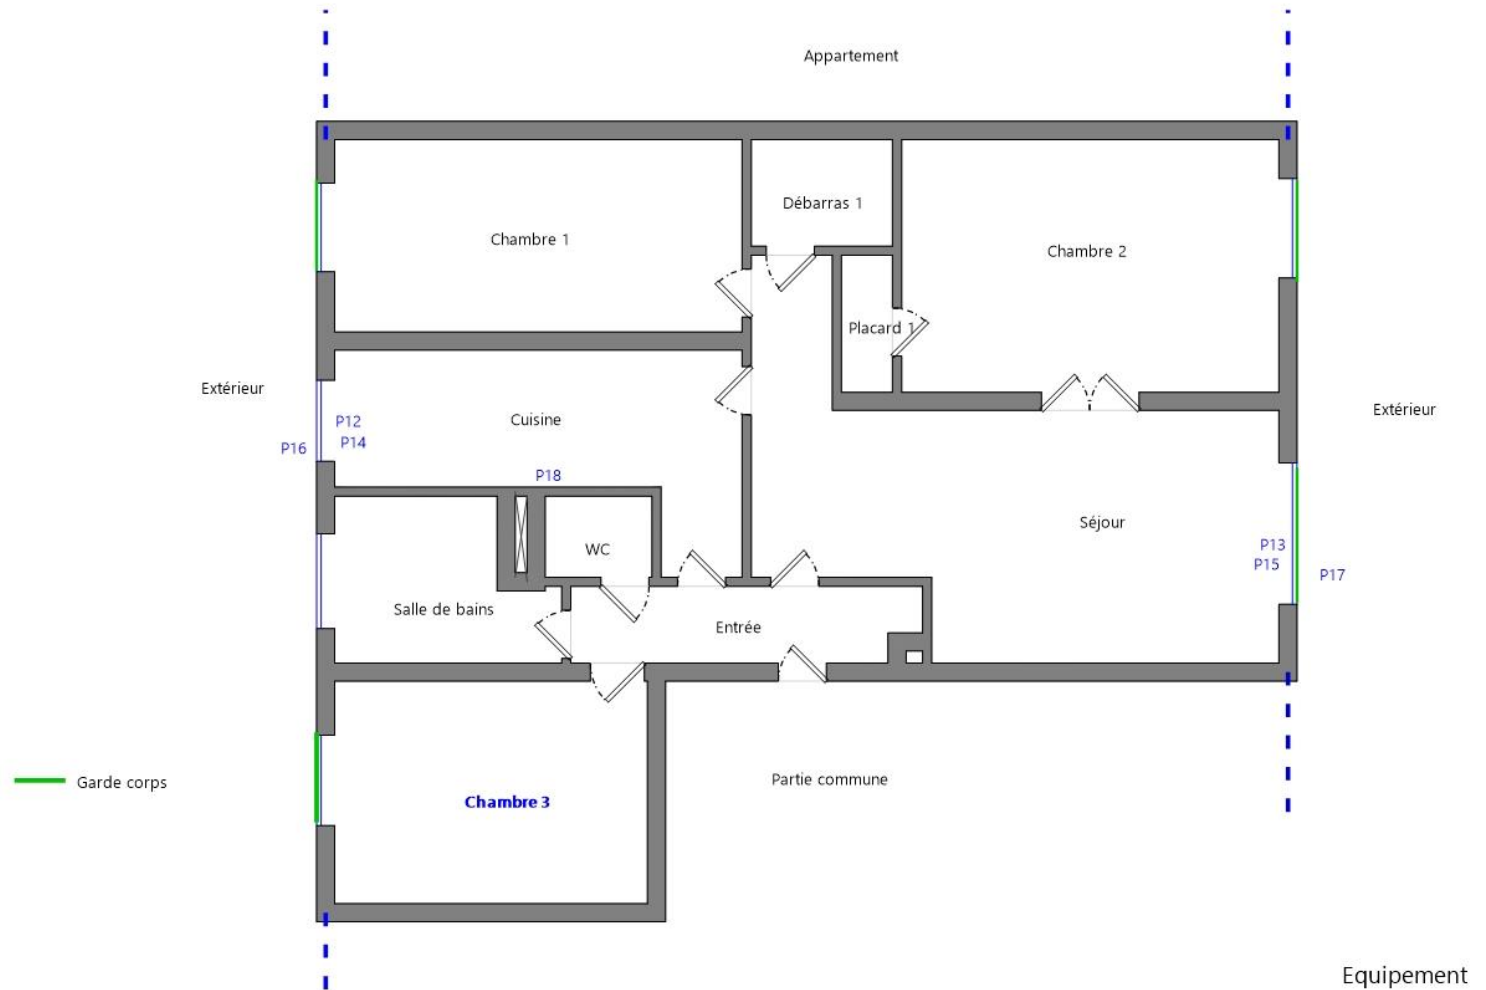 Appartement
Débarras 1
Chambre 1
Chambre 2
Placard 1
Extérieur
Extérieur
Cuisine
P12
P14
P16
P18
Séjour
P13
P15
P17
WC
Salle de bains
Entrée
Garde corps
Partie commune
Chambre 3
Equipement